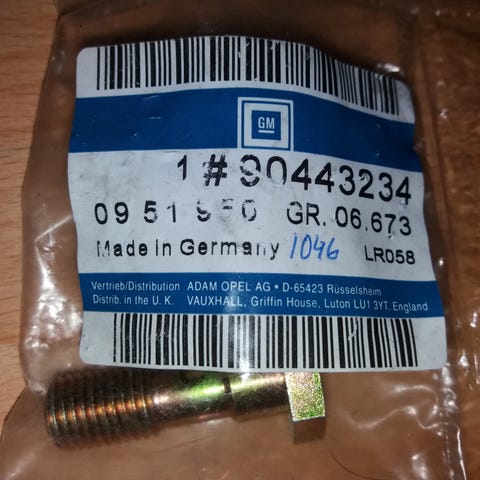 GM
1 # 90443234
09 51 950 GR. 06.673
Made in Germany 1046 LR058
Vertrieb/Distribution ADAM OPEL AG • D-65423 Rüsselsheim
Distrib. in the U. K. VAUXHALL, Griffin House, Luton LU1 3YT, England